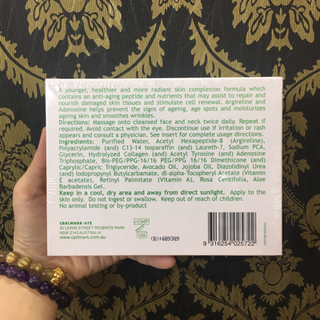 A younger, healthier and more radiant skin complexion formula which
contains an anti-aging peptide and nutrients that may assist to repair and
nourish damaged skin tissues and stimulate cell renewal. Argireline and
Adenosine helps prevent the signs of ageing, age spots and moisturizes
ageing skin and smoothes wrinkles.
Directions: Massage onto cleansed face and neck twice daily. Repeat if
required. Avoid contact with the eye. Discontinue use if irritation or rash
appears and consult a physician. See insert for complete usage directions.
Ingredients: Purified Water, Acetyl Hexapeptide-8 (Argireline),
Polyacrylamide (and) C13-14 Isoparaffin (and) Laureth-7, Sodium PCA,
Glycerin, Hydrolyzed Collagen (and) Acetyl Tyrosine (and) Adenosine
Triphosphate, Bis-PEG/PPG-16/16 PEG/PPG 16/16 Dimethicone (and)
Caprylic/Capric Triglyceride, Avocado Oil, Jojoba Oil, Diazolidinyl Urea
(and) Iodopropynyl Butylcarbamate, dl-alpha-Tocopheryl Acetate (Vitamin
E acetate), Retinyl Palmitate (Vitamin A), Rosa Centifolia, Aloe
Barbadensis Gel.
Keep in a cool, dry area and away from direct sunlight. Apply to the
skin only. Do not ingest or swallow. Keep out of reach of children.
No animal testing or by-product
NSW 2143 AUSTRALIA
www.carlmark.com.au
(B)+609309
9 316254 025722